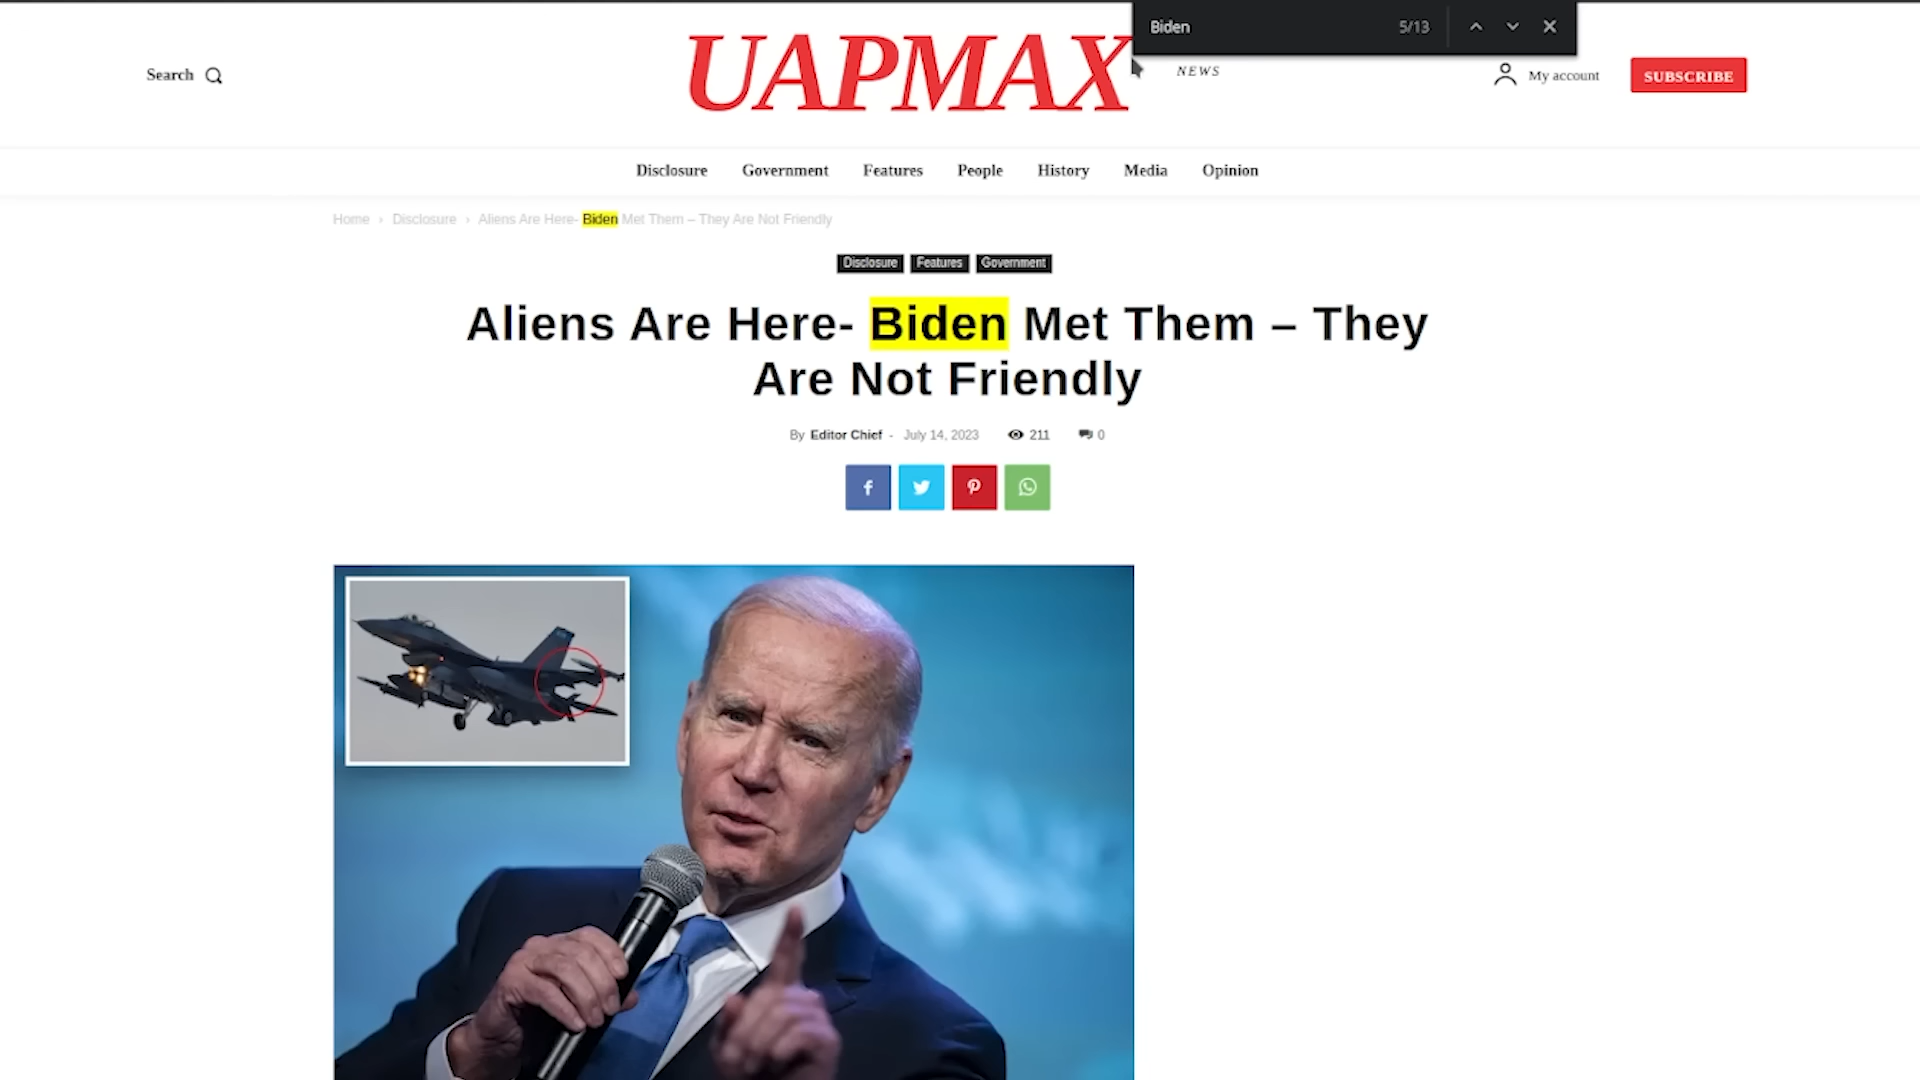 Biden 5/13
Search
UAPMAX
NEWS
My account
SUBSCRIBE
Disclosure Government Features People History Media Opinion
Home › Disclosure › Aliens Are Here- Biden Met Them – They Are Not Friendly
Disclosure Features Government
Aliens Are Here- Biden Met Them – They
Are Not Friendly
By Editor Chief - July 14, 2023 211 0